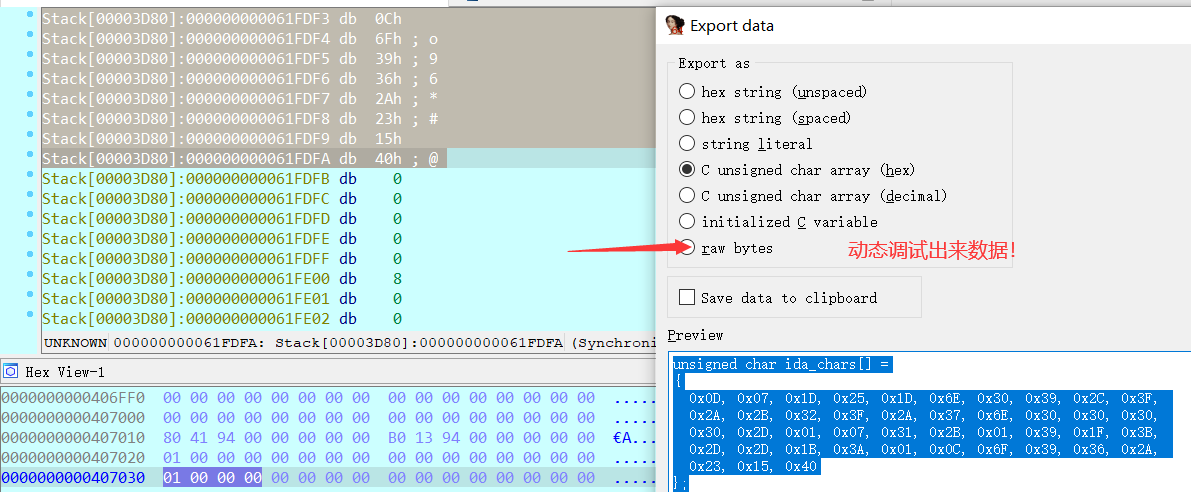 Stack[00003D80]:000000000061FDF3 db  0Ch
Stack[00003D80]:000000000061FDF4 db  6Fh ; o
Stack[00003D80]:000000000061FDF5 db  39h ; 9
Stack[00003D80]:000000000061FDF6 db  36h ; 6
Stack[00003D80]:000000000061FDF7 db  2Ah ; *
Stack[00003D80]:000000000061FDF8 db  23h ; #
Stack[00003D80]:000000000061FDF9 db  15h
Stack[00003D80]:000000000061FDFA db  40h ; @
Stack[00003D80]:000000000061FDFB db    0
Stack[00003D80]:000000000061FDFC db    0
Stack[00003D80]:000000000061FDFD db    0
Stack[00003D80]:000000000061FDFE db    0
Stack[00003D80]:000000000061FDFF db    0
Stack[00003D80]:000000000061FE00 db    8
Stack[00003D80]:000000000061FE01 db    0
Stack[00003D80]:000000000061FE02 db    0
UNKNOWN 000000000061FDFA: Stack[00003D80]:000000000061FDFA (Synchroni
Hex View-1
0000000000406FF0  00 00 00 00 00 00 00 00  00 00 00 00 00 00 00 00  .....
0000000000407000  00 00 00 00 00 00 00 00  00 00 00 00 00 00 00 00  .....
0000000000407010  80 41 94 00 00 00 00 00  B0 13 94 00 00 00 00 00  €A...
0000000000407020  01 00 00 00 00 00 00 00  00 00 00 00 00 00 00 00  .....
0000000000407030  01 00 00 00 00 00 00 00  00 00 00 00 00 00 00 00  .....
Export data
Export as
hex string (unspaced)
hex string (spaced)
string literal
C unsigned char array (hex)
C unsigned char array (decimal)
initialized C variable
raw bytes
动态调试出来数据!
Save data to clipboard
Preview
unsigned char ida_chars[] =
{
0x0D, 0x07, 0x1D, 0x25, 0x1D, 0x6E, 0x30, 0x39, 0x2C, 0x3F,
0x2A, 0x2B, 0x32, 0x3F, 0x2A, 0x37, 0x6E, 0x30, 0x30, 0x30,
0x30, 0x2D, 0x01, 0x07, 0x31, 0x2B, 0x01, 0x39, 0x1F, 0x3B,
0x2D, 0x2D, 0x1B, 0x3A, 0x01, 0x0C, 0x6F, 0x39, 0x36, 0x2A,
0x23, 0x15, 0x40
};